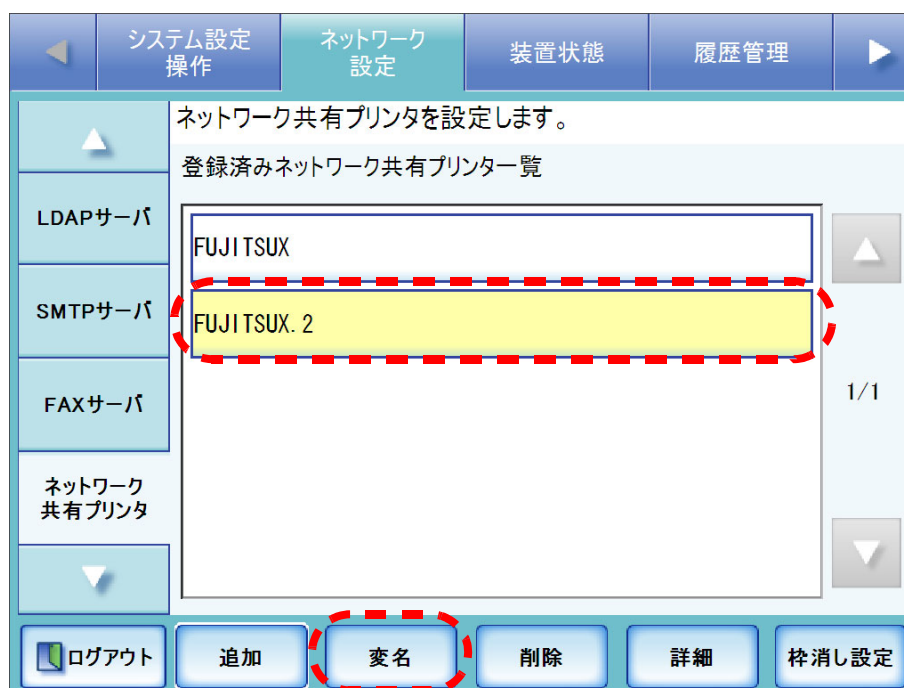 システム設定
操作
ネットワーク
設定
装置状態
履歴管理
ネットワーク共有プリンタを設定します。
登録済みネットワーク共有プリンター覧
LDAPサーバ
SMTPサーバ
FAXサーバ
ネットワーク
共有プリンタ
FUJITSUX
FUJITSUX.2
1/1
ログアウト
追加
変名
削除
詳細
枠消し設定